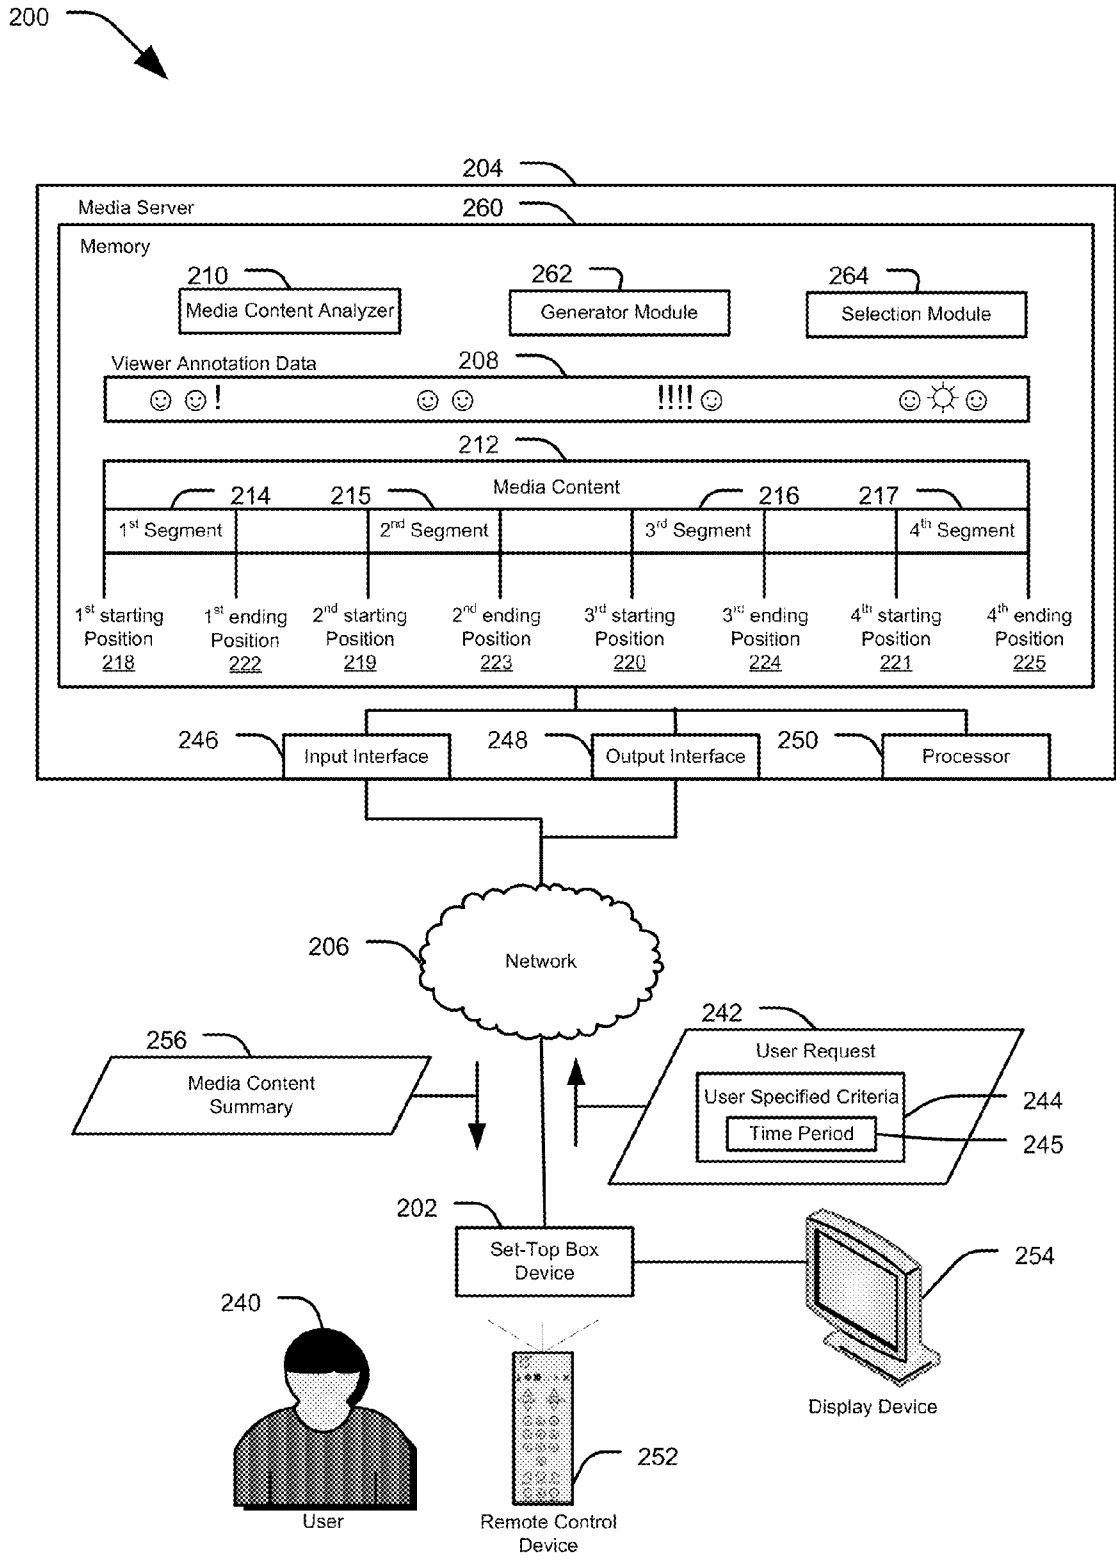 200
204
Media Server
260
Memory
210
262
264
Media Content Analyzer
Generator Module
Selection Module
Viewer Annotation Data
208
! !!!!
212
Media Content
214
215
216
217
1st Segment
2nd Segment
3rd Segment
4th Segment
1st starting Position 218
1st ending Position 222
2nd starting Position 219
2nd ending Position 223
3rd starting Position 220
3rd ending Position 224
4th starting Position 221
4th ending Position 225
246
Input Interface
248
Output Interface
250
Processor
206
Network
256
Media Content
Summary
242
User Request
User Specified Criteria
244
Time Period
245
202
Set-Top Box
Device
254
Display Device
240
User
252
Remote Control
Device